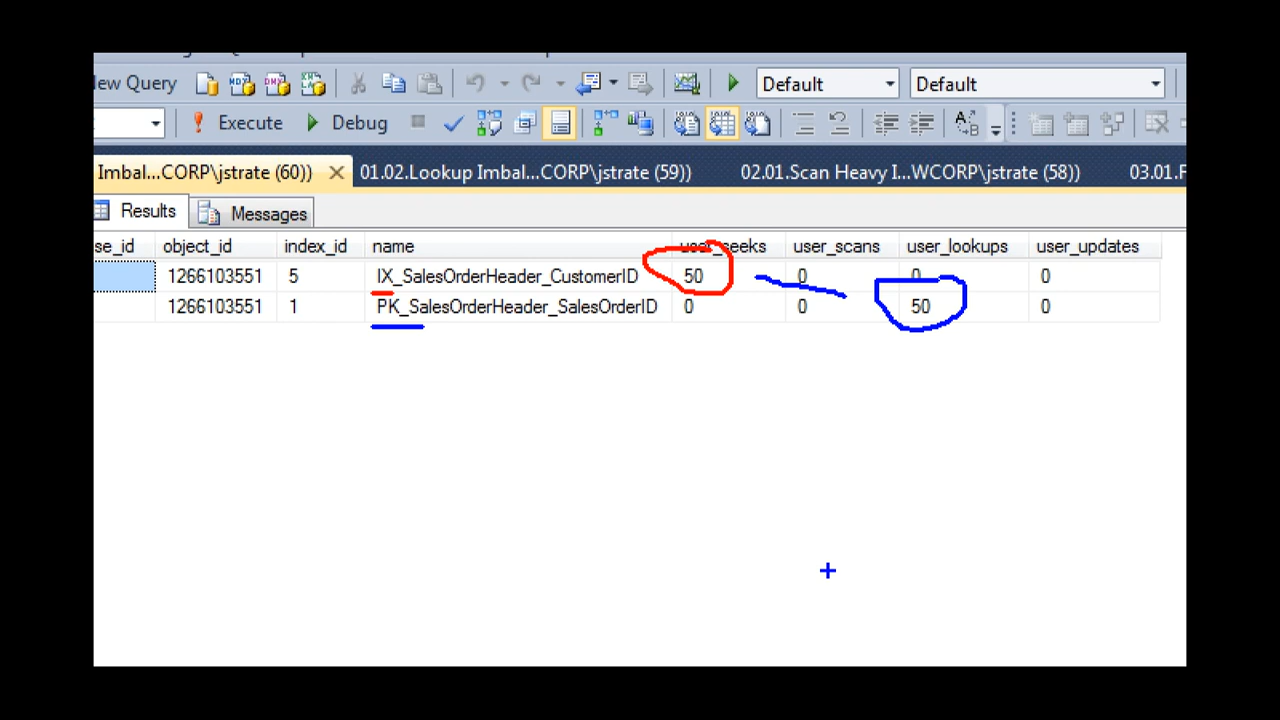 lew Query Default Default
Execute Debug
Imbal...CORP\jstrate (60)) 01.02.Lookup Imbal...CORP\jstrate (59)) 02.01.Scan Heavy I...WCORP\jstrate (58)) 03.01.F
Results Messages
se_id object_id index_id name user_seeks user_scans user_lookups user_updates
1266103551 5 IX_SalesOrderHeader_CustomerID 50 0 0 0
1266103551 1 PK_SalesOrderHeader_SalesOrderID 0 0 50 0